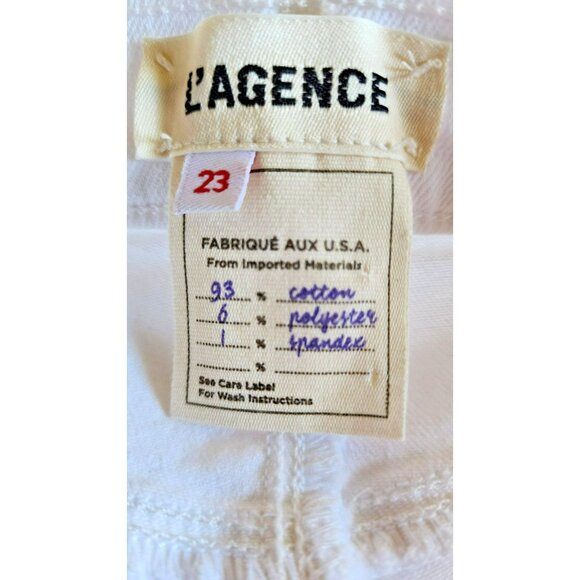 L'AGENCE
23
FABRIQUÉ AUX U.S.A.
From Imported Materials
93 % cotton
6 % polyester
1 % spandex
%
See Care Label
For Wash Instructions